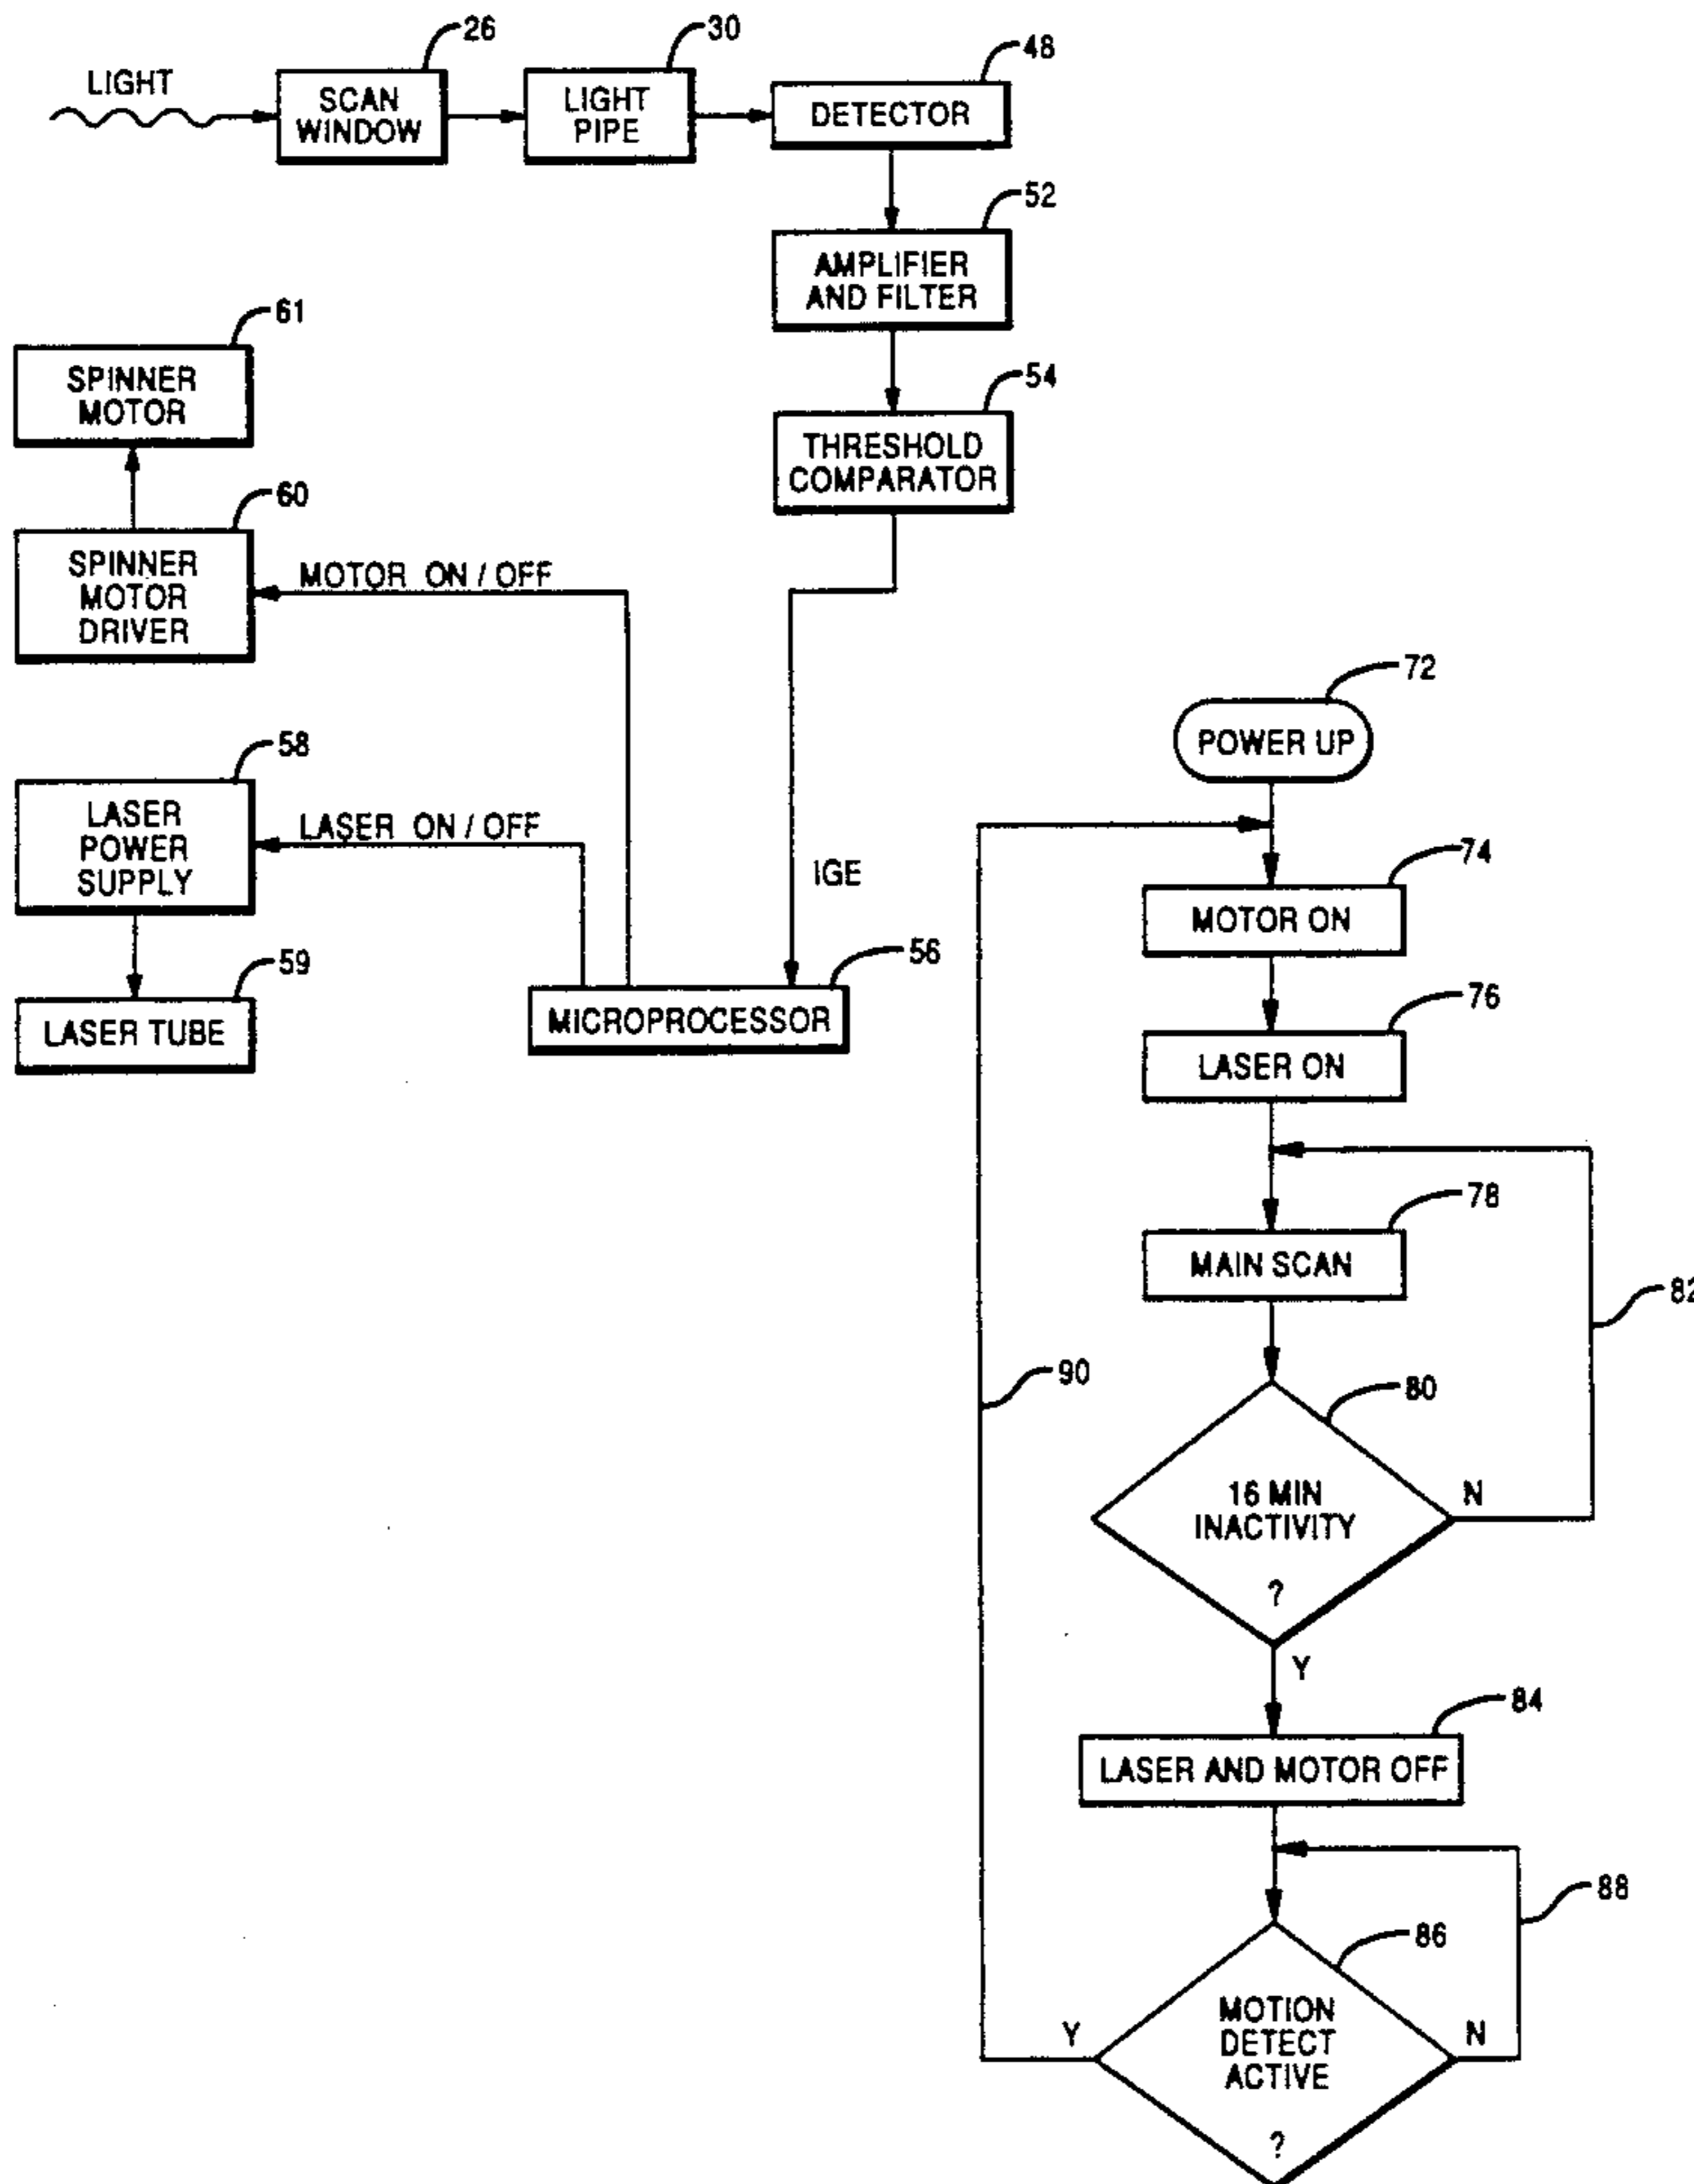 26
30
48
LIGHT
SCAN
WINDOW
LIGHT
PIPE
DETECTOR
52
AMPLIFIER
AND FILTER
61
SPINNER
MOTOR
54
THRESHOLD
COMPARATOR
60
SPINNER
MOTOR
DRIVER
MOTOR ON / OFF
58
LASER
POWER
SUPPLY
LASER ON / OFF
IGE
59
LASER TUBE
56
MICROPROCESSOR
72
POWER UP
74
MOTOR ON
76
LASER ON
78
MAIN SCAN
82
90
80
16 MIN
INACTIVITY
?
N
Y
84
LASER AND MOTOR OFF
88
86
MOTION
DETECT
ACTIVE
?
Y
N